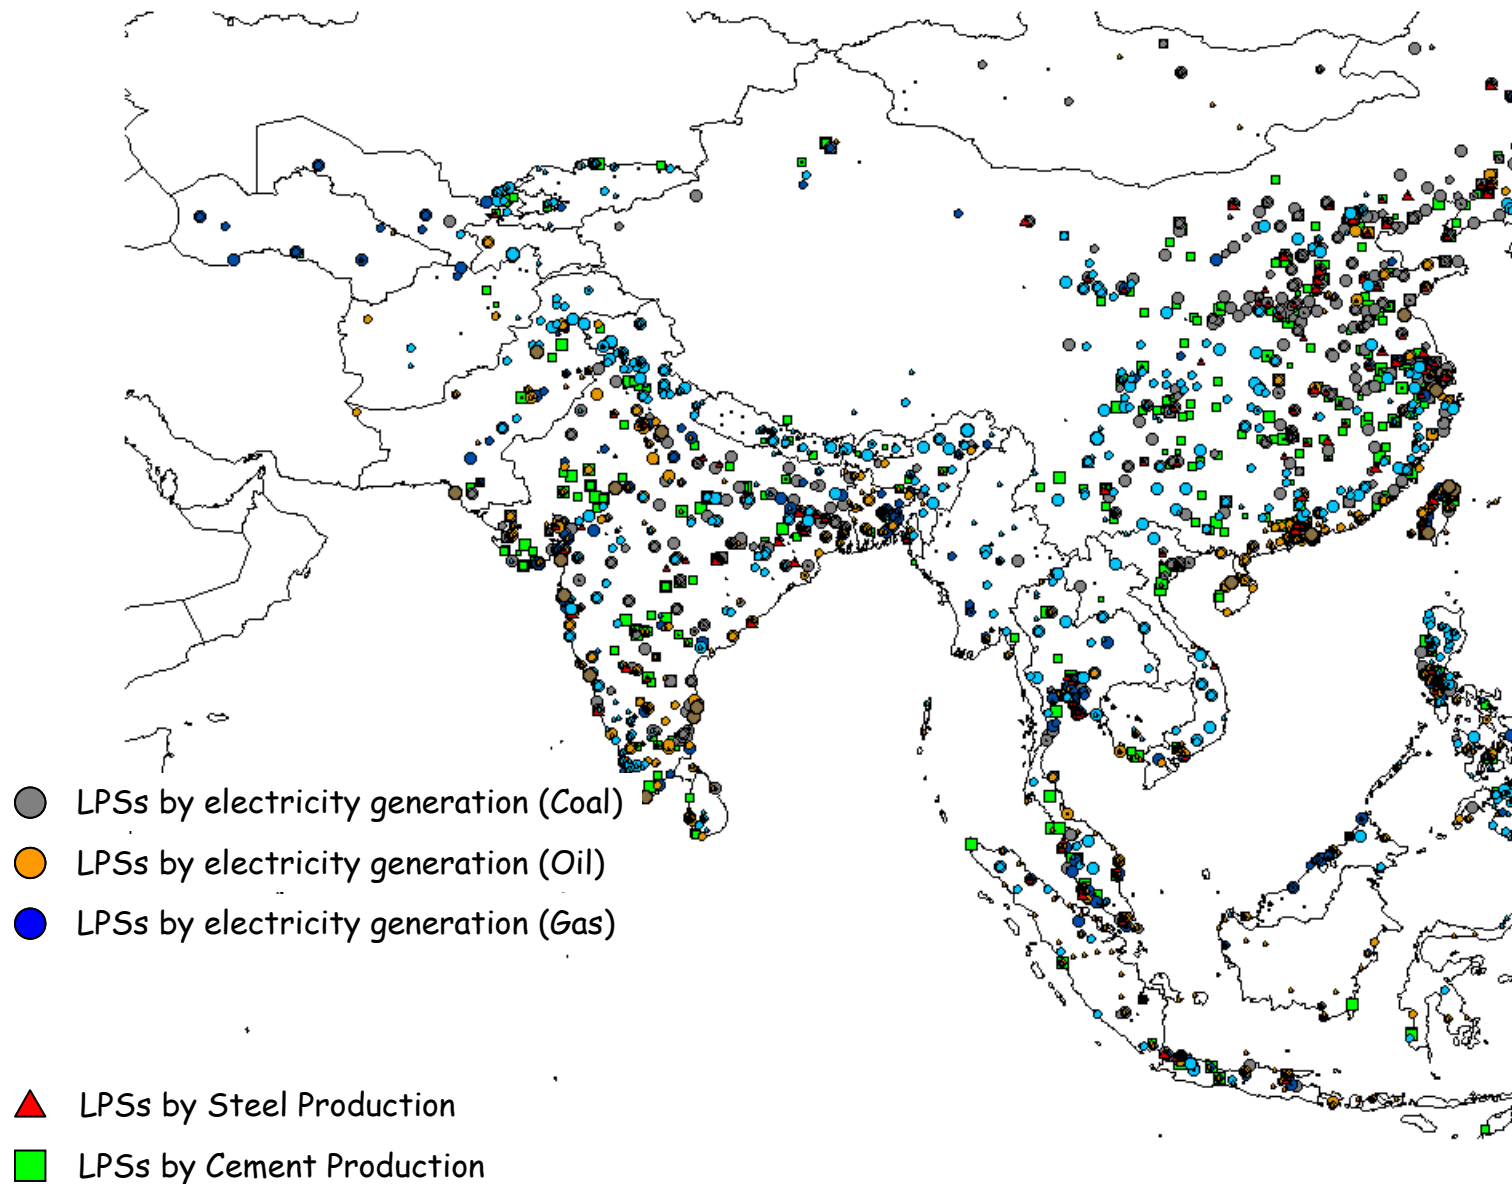 LPSs by electricity generation (Coal)
LPSs by electricity generation (Oil)
LPSs by electricity generation (Gas)
LPSs by Steel Production
LPSs by Cement Production